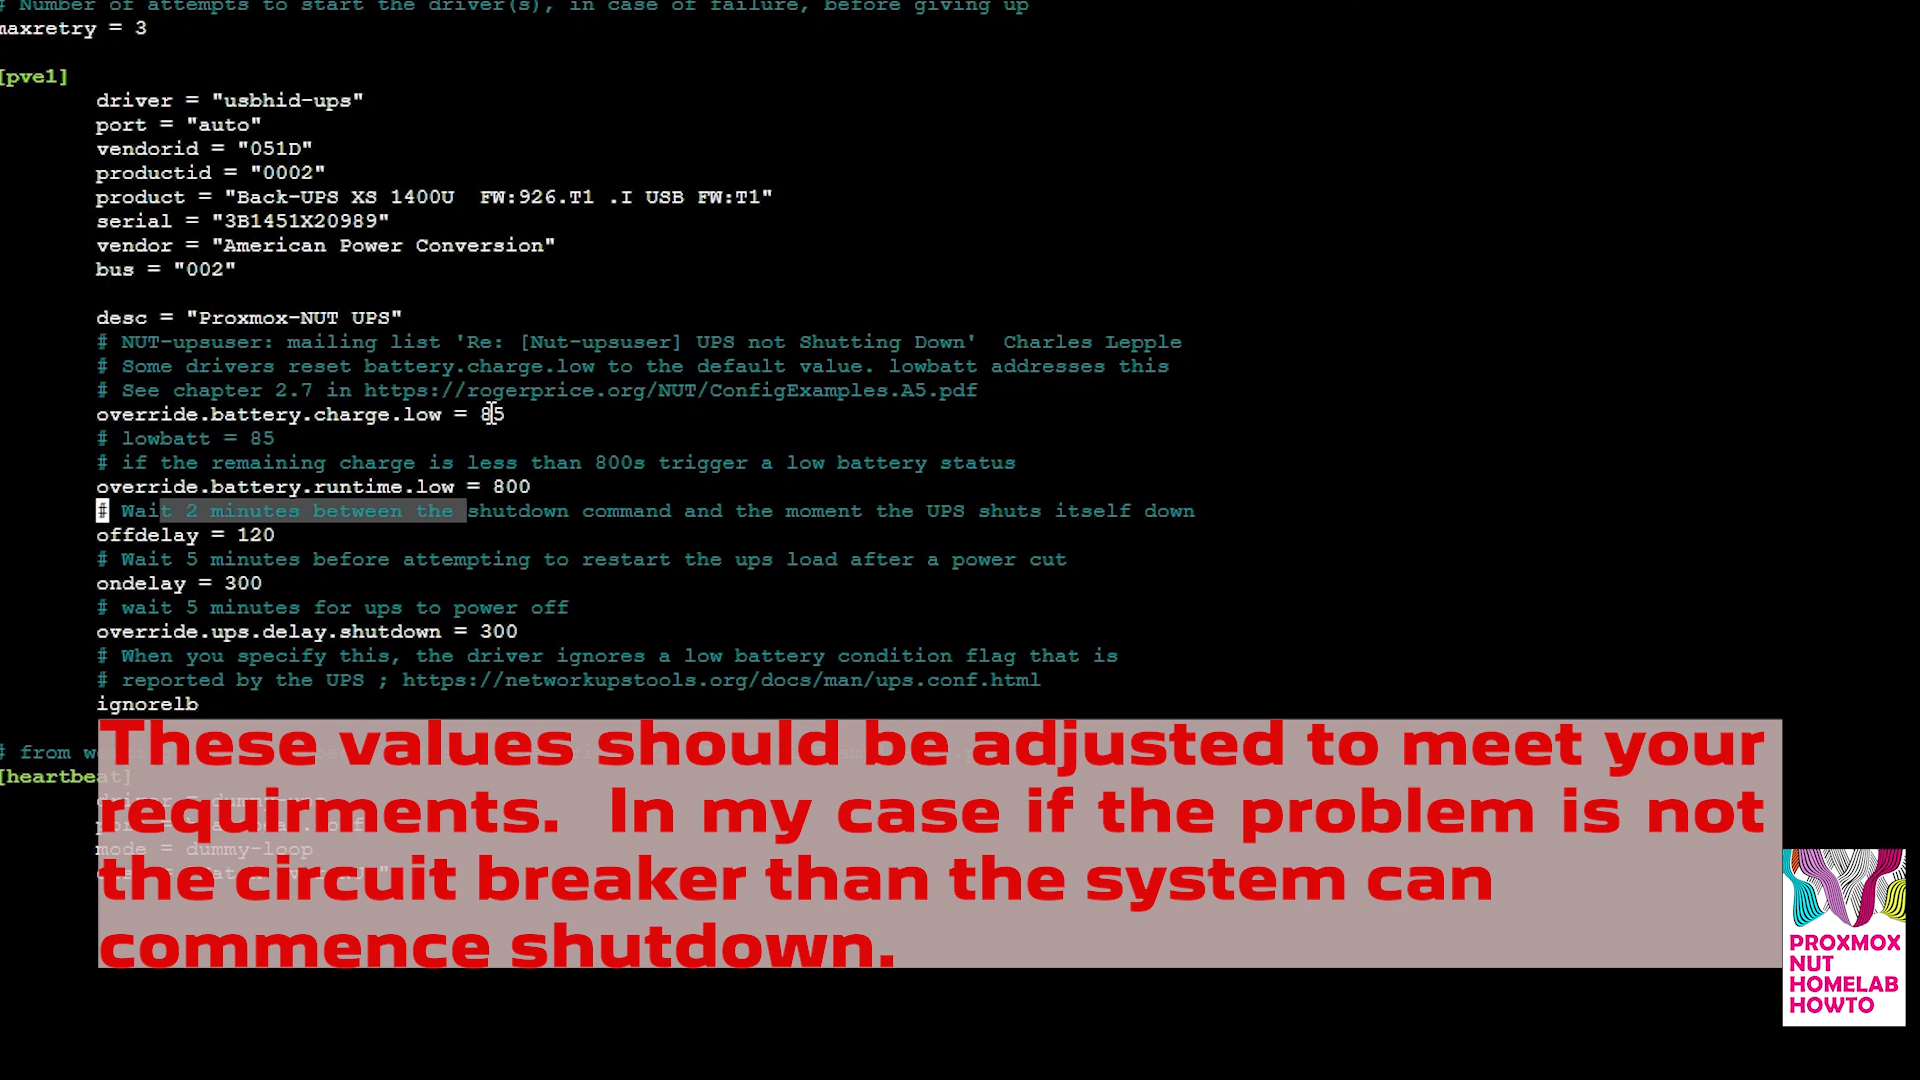 # Number of attempts to start the driver(s), in case of failure, before giving up
maxretry = 3
[pve1]
driver = "usbhid-ups"
port = "auto"
vendorid = "051D"
productid = "0002"
product = "Back-UPS XS 1400U  FW:926.T1 .I USB FW:T1"
serial = "3B1451X20989"
vendor = "American Power Conversion"
bus = "002"
desc = "Proxmox-NUT UPS"
# NUT-upsuser: mailing list 'Re: [Nut-upsuser] UPS not Shutting Down'  Charles Lepple
# Some drivers reset battery.charge.low to the default value. lowbatt addresses this
# See chapter 2.7 in https://rogerprice.org/NUT/ConfigExamples.A5.pdf
override.battery.charge.low = 85
# lowbatt = 85
# if the remaining charge is less than 800s trigger a low battery status
override.battery.runtime.low = 800
# Wait 2 minutes between the shutdown command and the moment the UPS shuts itself down
offdelay = 120
# Wait 5 minutes before attempting to restart the ups load after a power cut
ondelay = 300
# wait 5 minutes for ups to power off
override.ups.delay.shutdown = 300
# When you specify this, the driver ignores a low battery condition flag that is
# reported by the UPS ; https://networkupstools.org/docs/man/ups.conf.html
ignorelb
# from
[heartbeat]
mode = dummy-loop
These values should be adjusted to meet your
requirments.  In my case if the problem is not
the circuit breaker than the system can
commence shutdown.
PROXMOX
NUT
HOMELAB
HOWTO